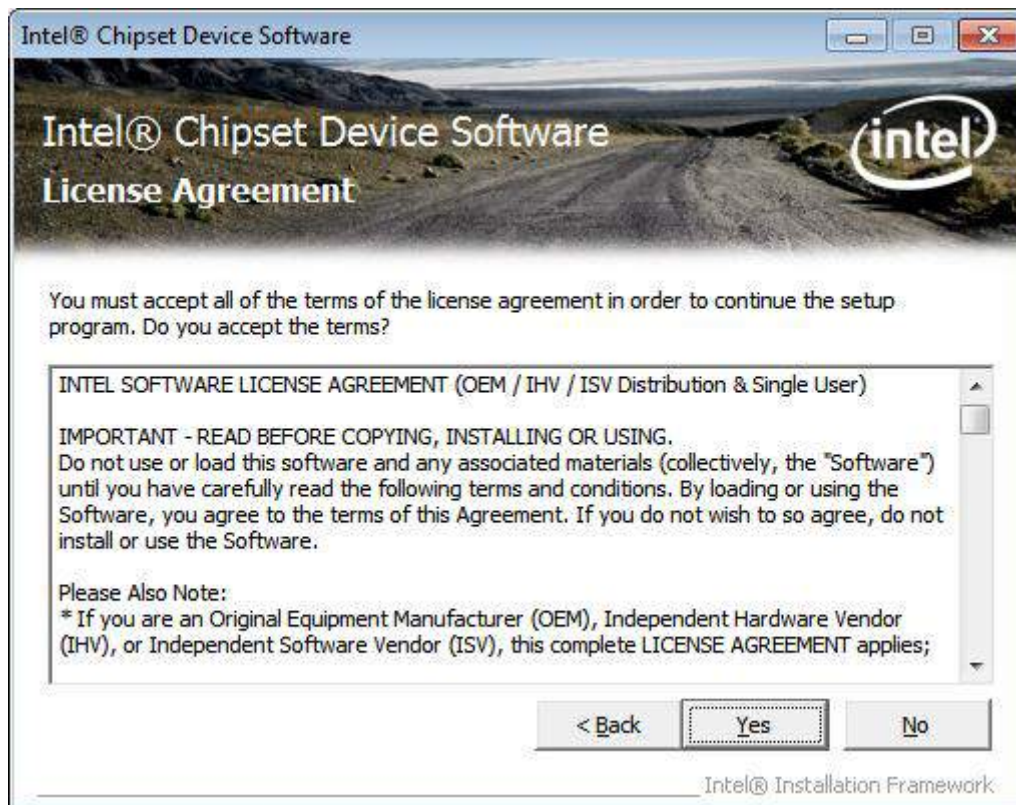 Intel® Chipset Device Software
Intel® Chipset Device Software
intel
License Agreement
You must accept all of the terms of the license agreement in order to continue the setup
program. Do you accept the terms?
INTEL SOFTWARE LICENSE AGREEMENT (OEM / IHV / ISV Distribution & Single User)
IMPORTANT - READ BEFORE COPYING, INSTALLING OR USING.
Do not use or load this software and any associated materials (collectively, the "Software")
until you have carefully read the following terms and conditions. By loading or using the
Software, you agree to the terms of this Agreement. If you do not wish to so agree, do not
install or use the Software.
Please Also Note:
* If you are an Original Equipment Manufacturer (OEM), Independent Hardware Vendor
(IHV), or Independent Software Vendor (ISV), this complete LICENSE AGREEMENT applies;
< Back Yes No
Intel® Installation Framework